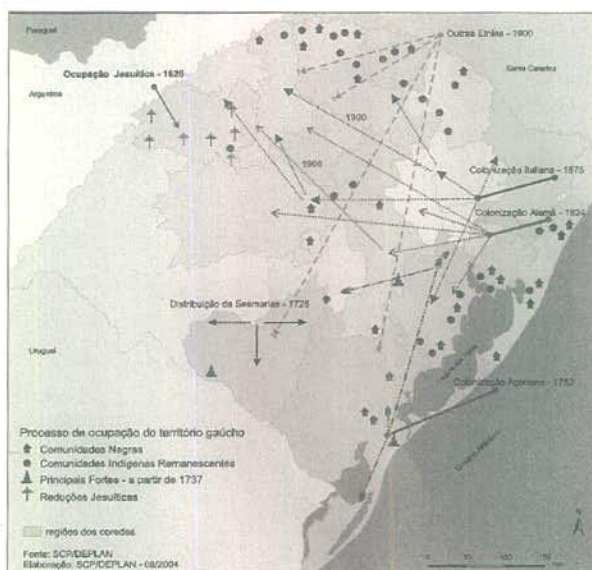 Paraguai
Outras Etnias - 1900
Ocupação Jesuítica - 1626
Santa Catarina
Argentina
1900
1900
Colonização Italiana - 1875
Colonização Alemã - 1824
Distribuição de Sesmarias - 1726
Uruguai
Colonização Açoriana - 1752
Processo de ocupação do território gaúcho
Comunidades Negras
Comunidades Indígenas Remanescentes
Principais Fortes - a partir de 1737
Reduções Jesuíticas
regiões dos coredes
N
Fonte: SCP/DEPLAN
Elaboração: SCP/DEPLAN - 08/2004